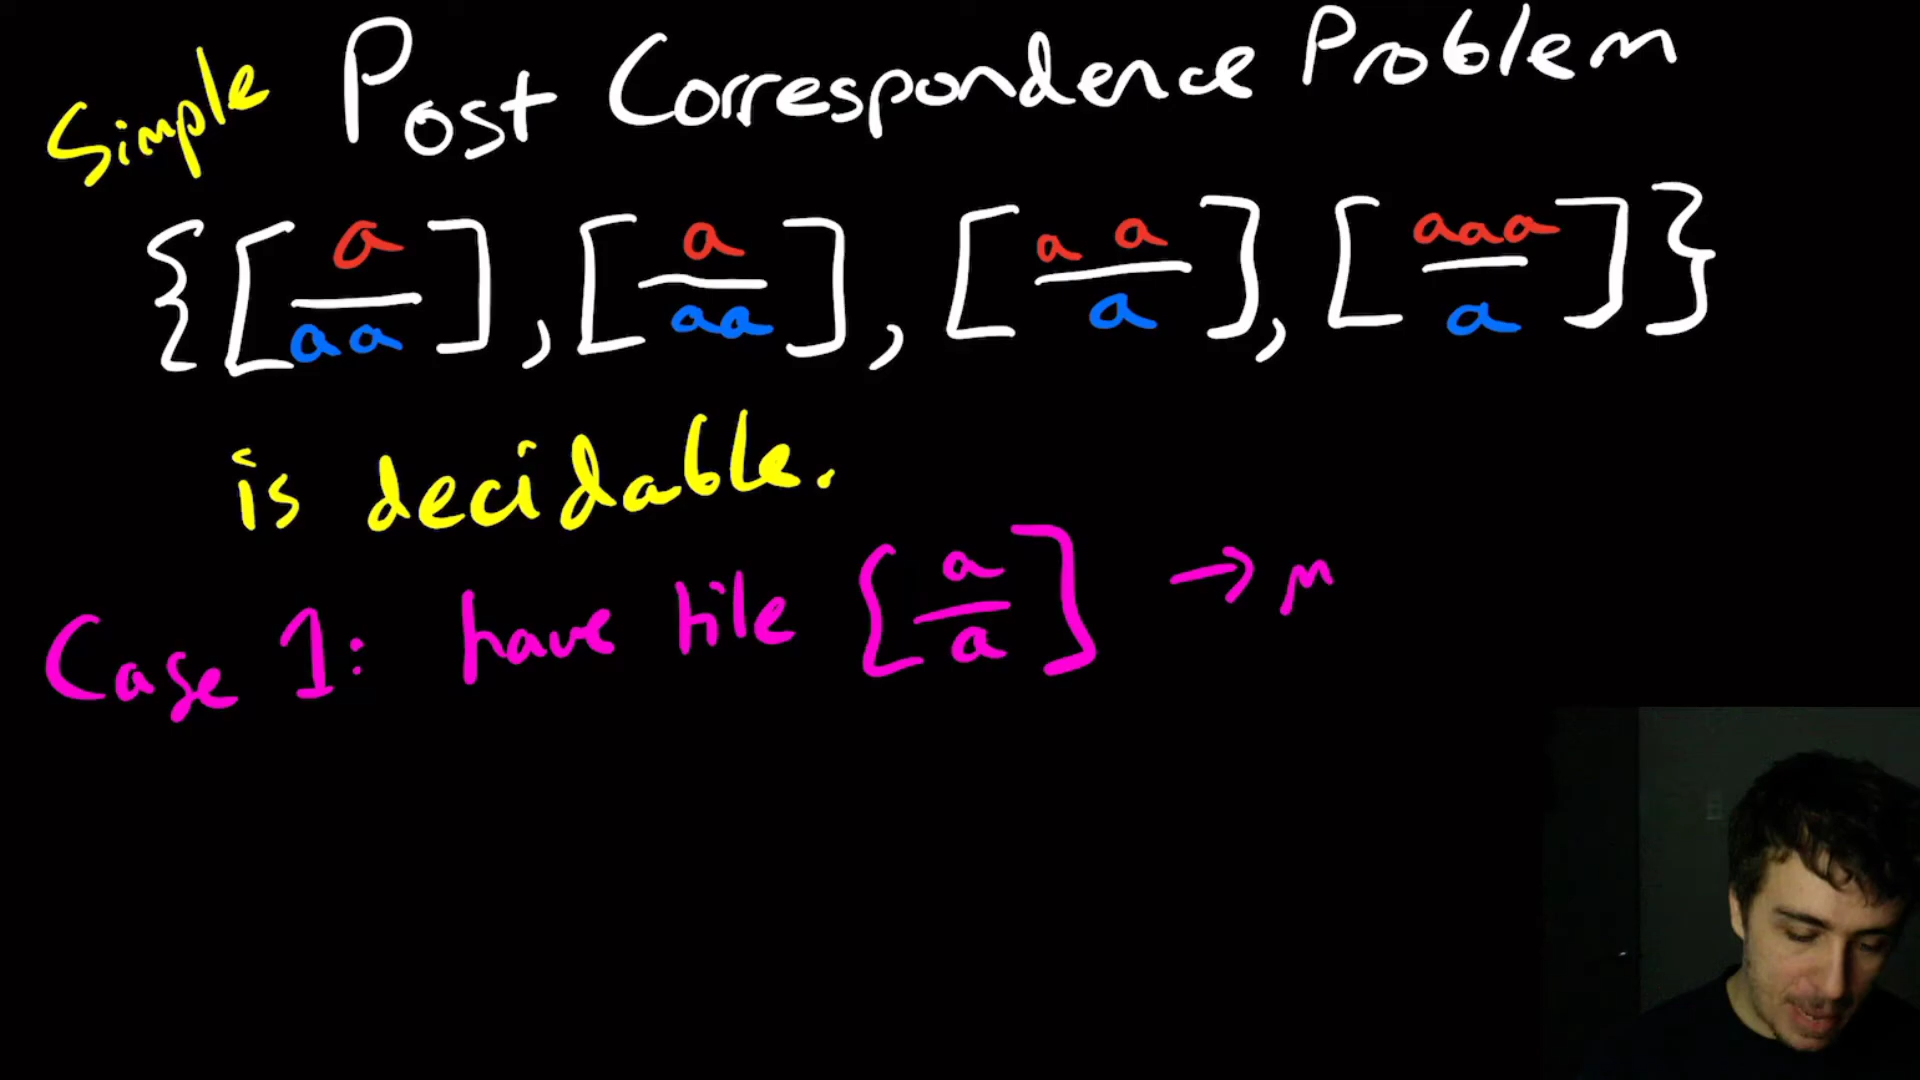 Simple Post Correspondence Problem
{[a/aa], [a/aa], [aa/a], [aaa/a]}
is decidable.
Case 1: have tile [a/a] → m